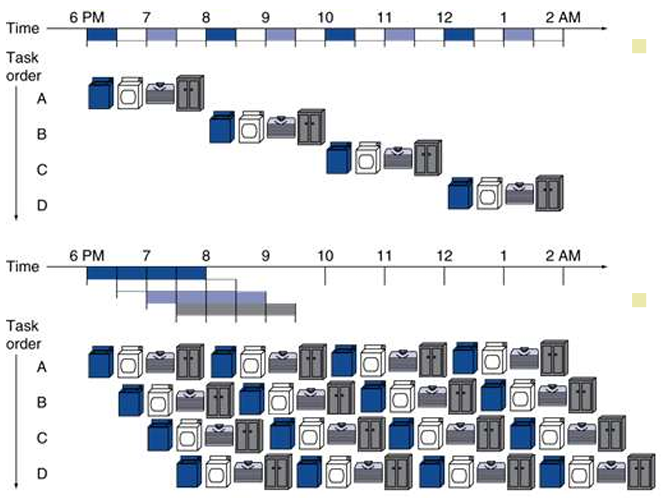 6 PM 7 8 9 10 11 12 1 2 AM
Time
Task
order
A
B
C
D
6 PM 7 8 9 10 11 12 1 2 AM
Time
Task
order
A
B
C
D